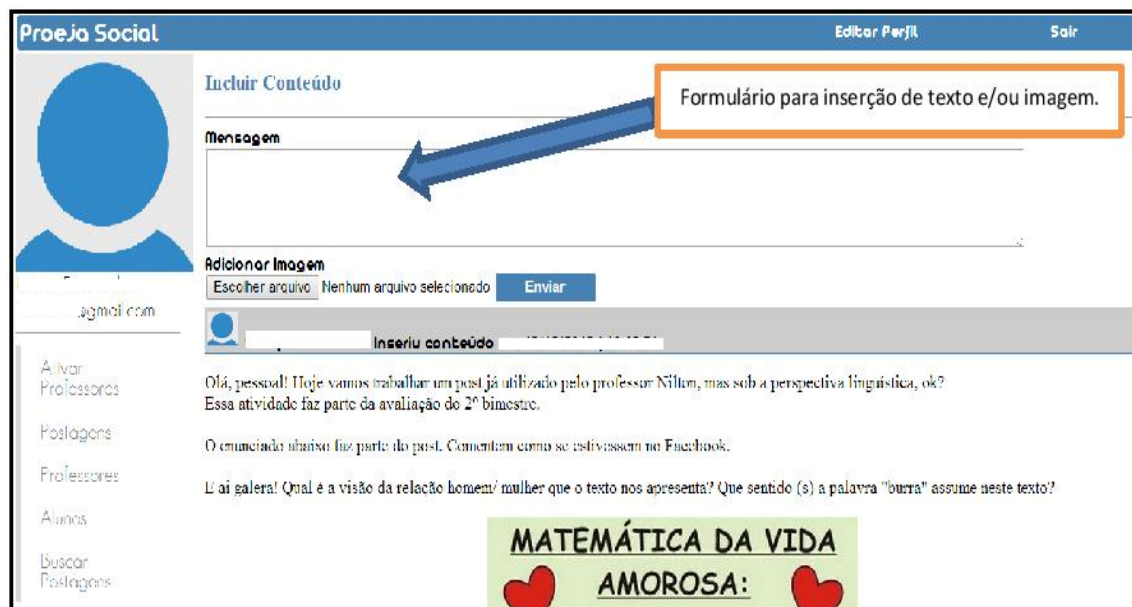 Proeja Social
Editar Perfil
Sair
Incluir Conteúdo
Formulário para inserção de texto e/ou imagem.
Mensagem
Adicionar Imagem
Escolher arquivo Nenhum arquivo selecionado Enviar
@gmail.com
Inseriu conteúdo
Ativar
Professores
Postagens
Professores
Alunos
Buscar
Postagens
Olá, pessoal! Hoje vamos trabalhar um post já utilizado pelo professor Nilton, mas sob a perspectiva linguística, ok?
Essa atividade faz parte da avaliação do 2º bimestre.
O enunciado abaixo faz parte do post. Comentem como se estivessem no Facebook.
E ai galera! Qual é a visão da relação homem/ mulher que o texto nos apresenta? Que sentido (s) a palavra "burra" assume neste texto?
MATEMÁTICA DA VIDA
AMOROSA: